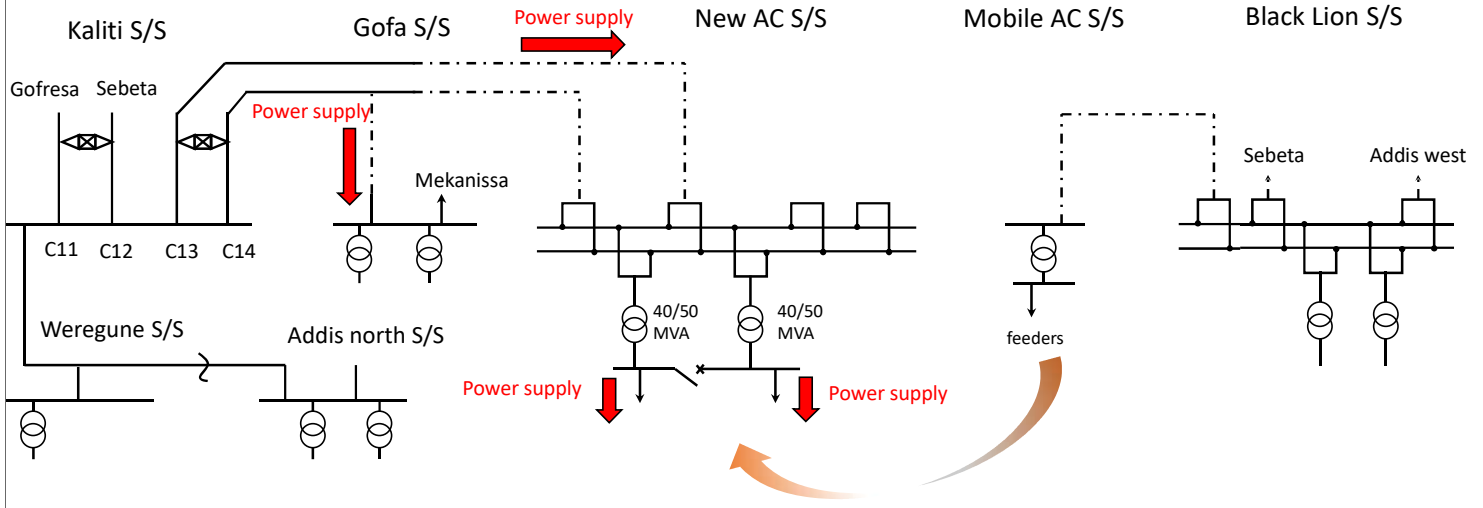 Kaliti S/S
Gofa S/S
Power supply
New AC S/S
Mobile AC S/S
Black Lion S/S
Gofresa
Sebeta
Power supply
Mekanissa
Sebeta
Addis west
C11
C12
C13
C14
40/50
MVA
40/50
MVA
feeders
Weregune S/S
Addis north S/S
Power supply
Power supply